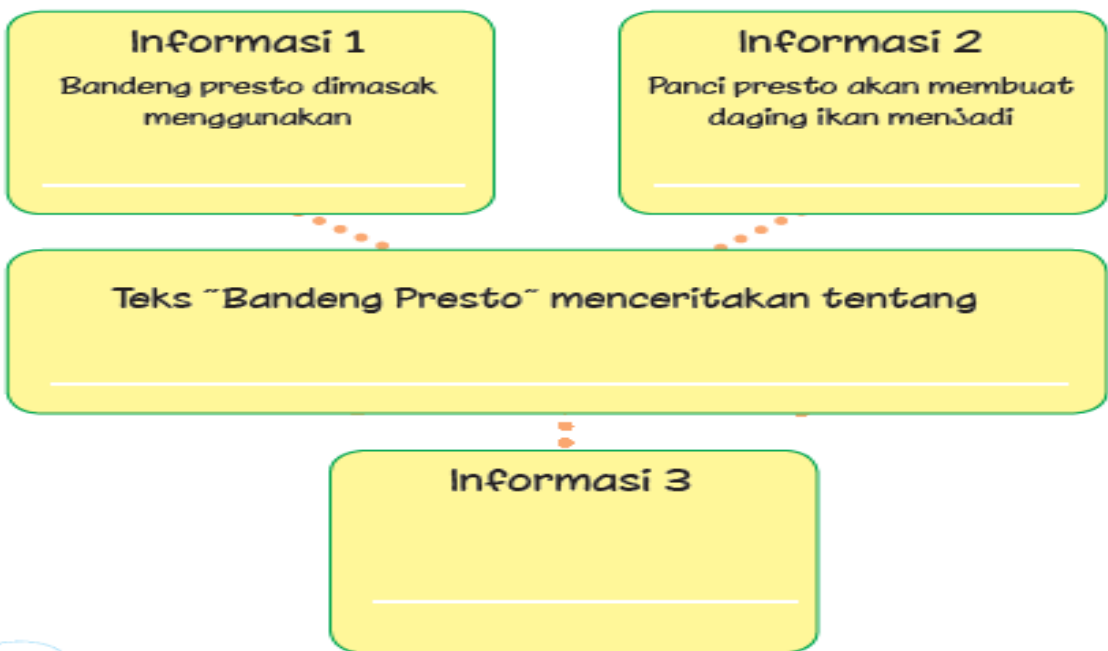 Informasi 1
Bandeng presto dimasak
menggunakan
Informasi 2
Panci presto akan membuat
daging ikan menjadi
Teks "Bandeng Presto" menceritakan tentang
Informasi 3